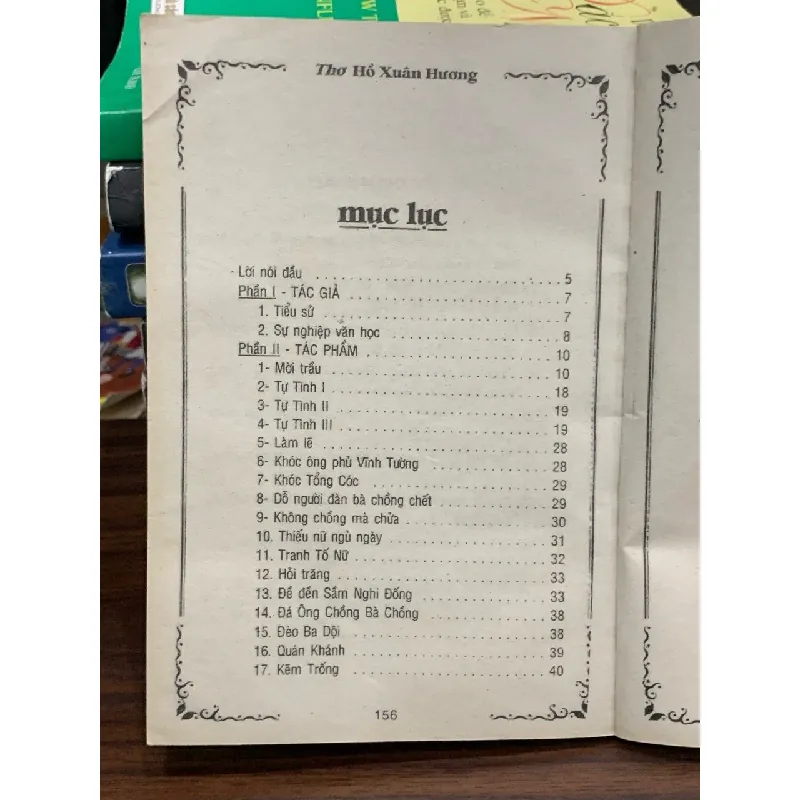 Thơ Hồ Xuân Hương
mục lục
- Lời nói đầu ..... 5
Phần I - TÁC GIẢ ..... 7
1. Tiểu sử ..... 7
2. Sự nghiệp văn học ..... 8
Phần II - TÁC PHẨM ..... 10
1- Mời trầu ..... 10
2- Tự Tình I ..... 18
3- Tự Tình II ..... 19
4- Tự Tình III ..... 19
5- Làm lẽ ..... 28
6- Khóc ông phủ Vĩnh Tường ..... 28
7- Khóc Tổng Cóc ..... 29
8- Dỗ người đàn bà chồng chết ..... 29
9- Không chồng mà chửa ..... 30
10. Thiếu nữ ngủ ngày ..... 31
11. Tranh Tố Nữ ..... 32
12. Hỏi trăng ..... 33
13. Đề đền Sầm Nghi Đống ..... 33
14. Đá Ông Chồng Bà Chồng ..... 38
15. Đèo Ba Dội ..... 38
16. Quán Khánh ..... 39
17. Kẽm Trống ..... 40
156